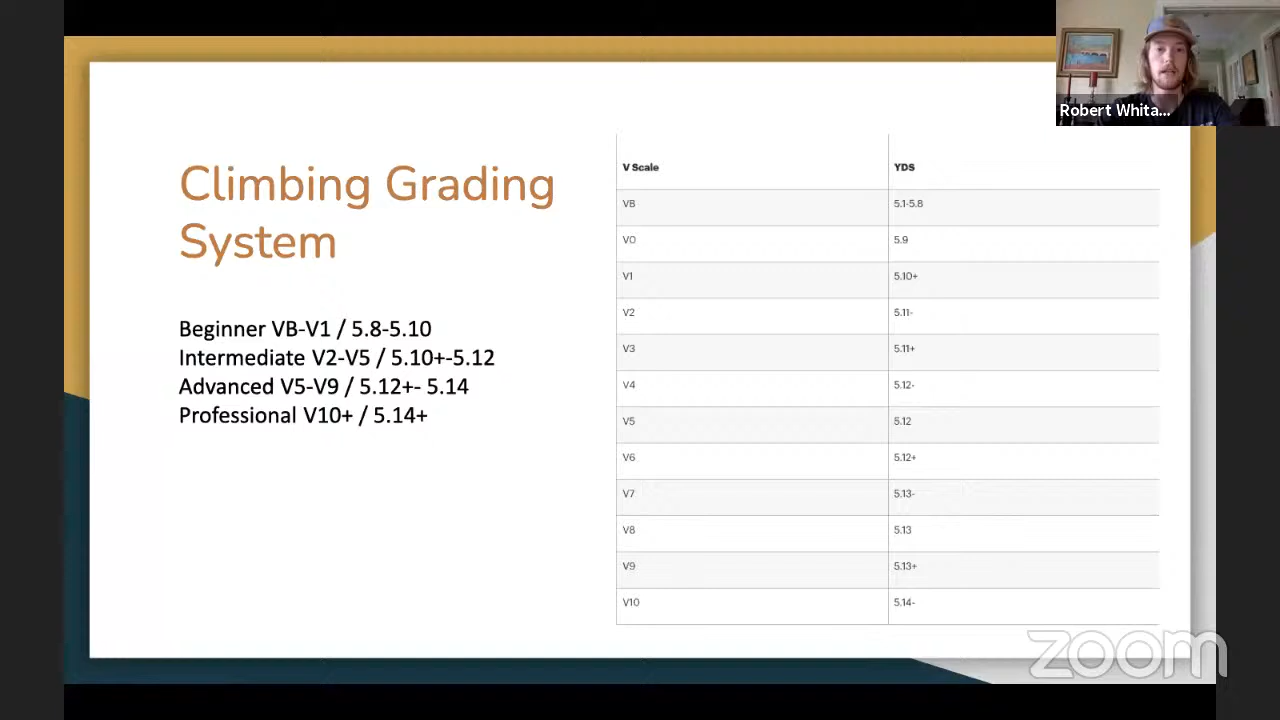 Robert Whita...
Climbing Grading
System
Beginner VB-V1 / 5.8-5.10
Intermediate V2-V5 / 5.10+-5.12
Advanced V5-V9 / 5.12+- 5.14
Professional V10+ / 5.14+
V Scale YDS
VB 5.1-5.8
V0 5.9
V1 5.10+
V2 5.11-
V3 5.11+
V4 5.12-
V5 5.12
V6 5.12+
V7 5.13-
V8 5.13
V9 5.13+
V10 5.14-
zoom